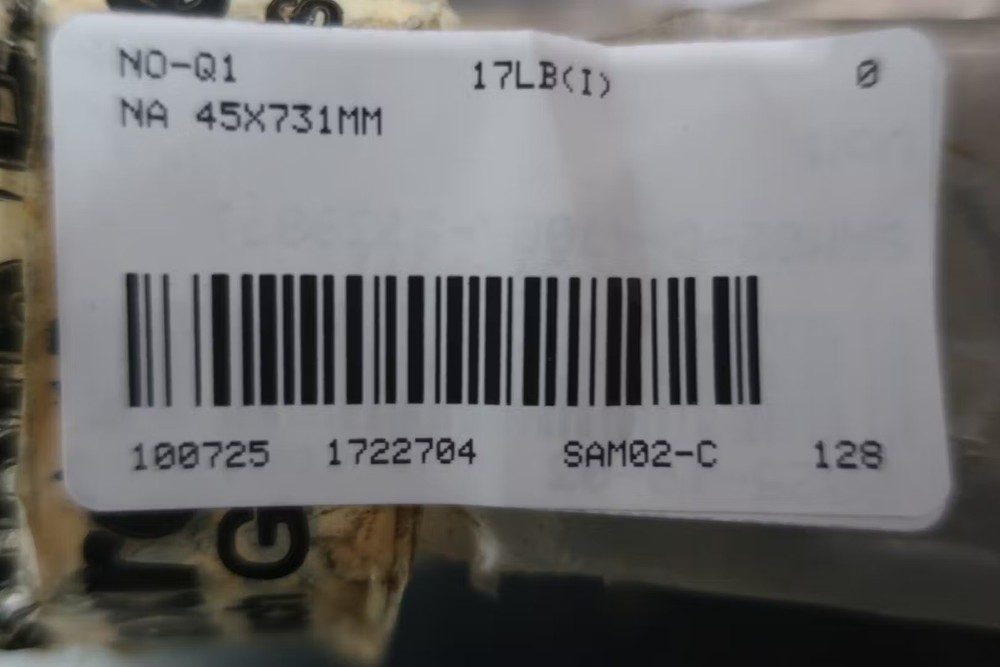 NO-Q1 17LB(I) 0
NA 45X731MM
100725 1722704 SAM02-C 128
G